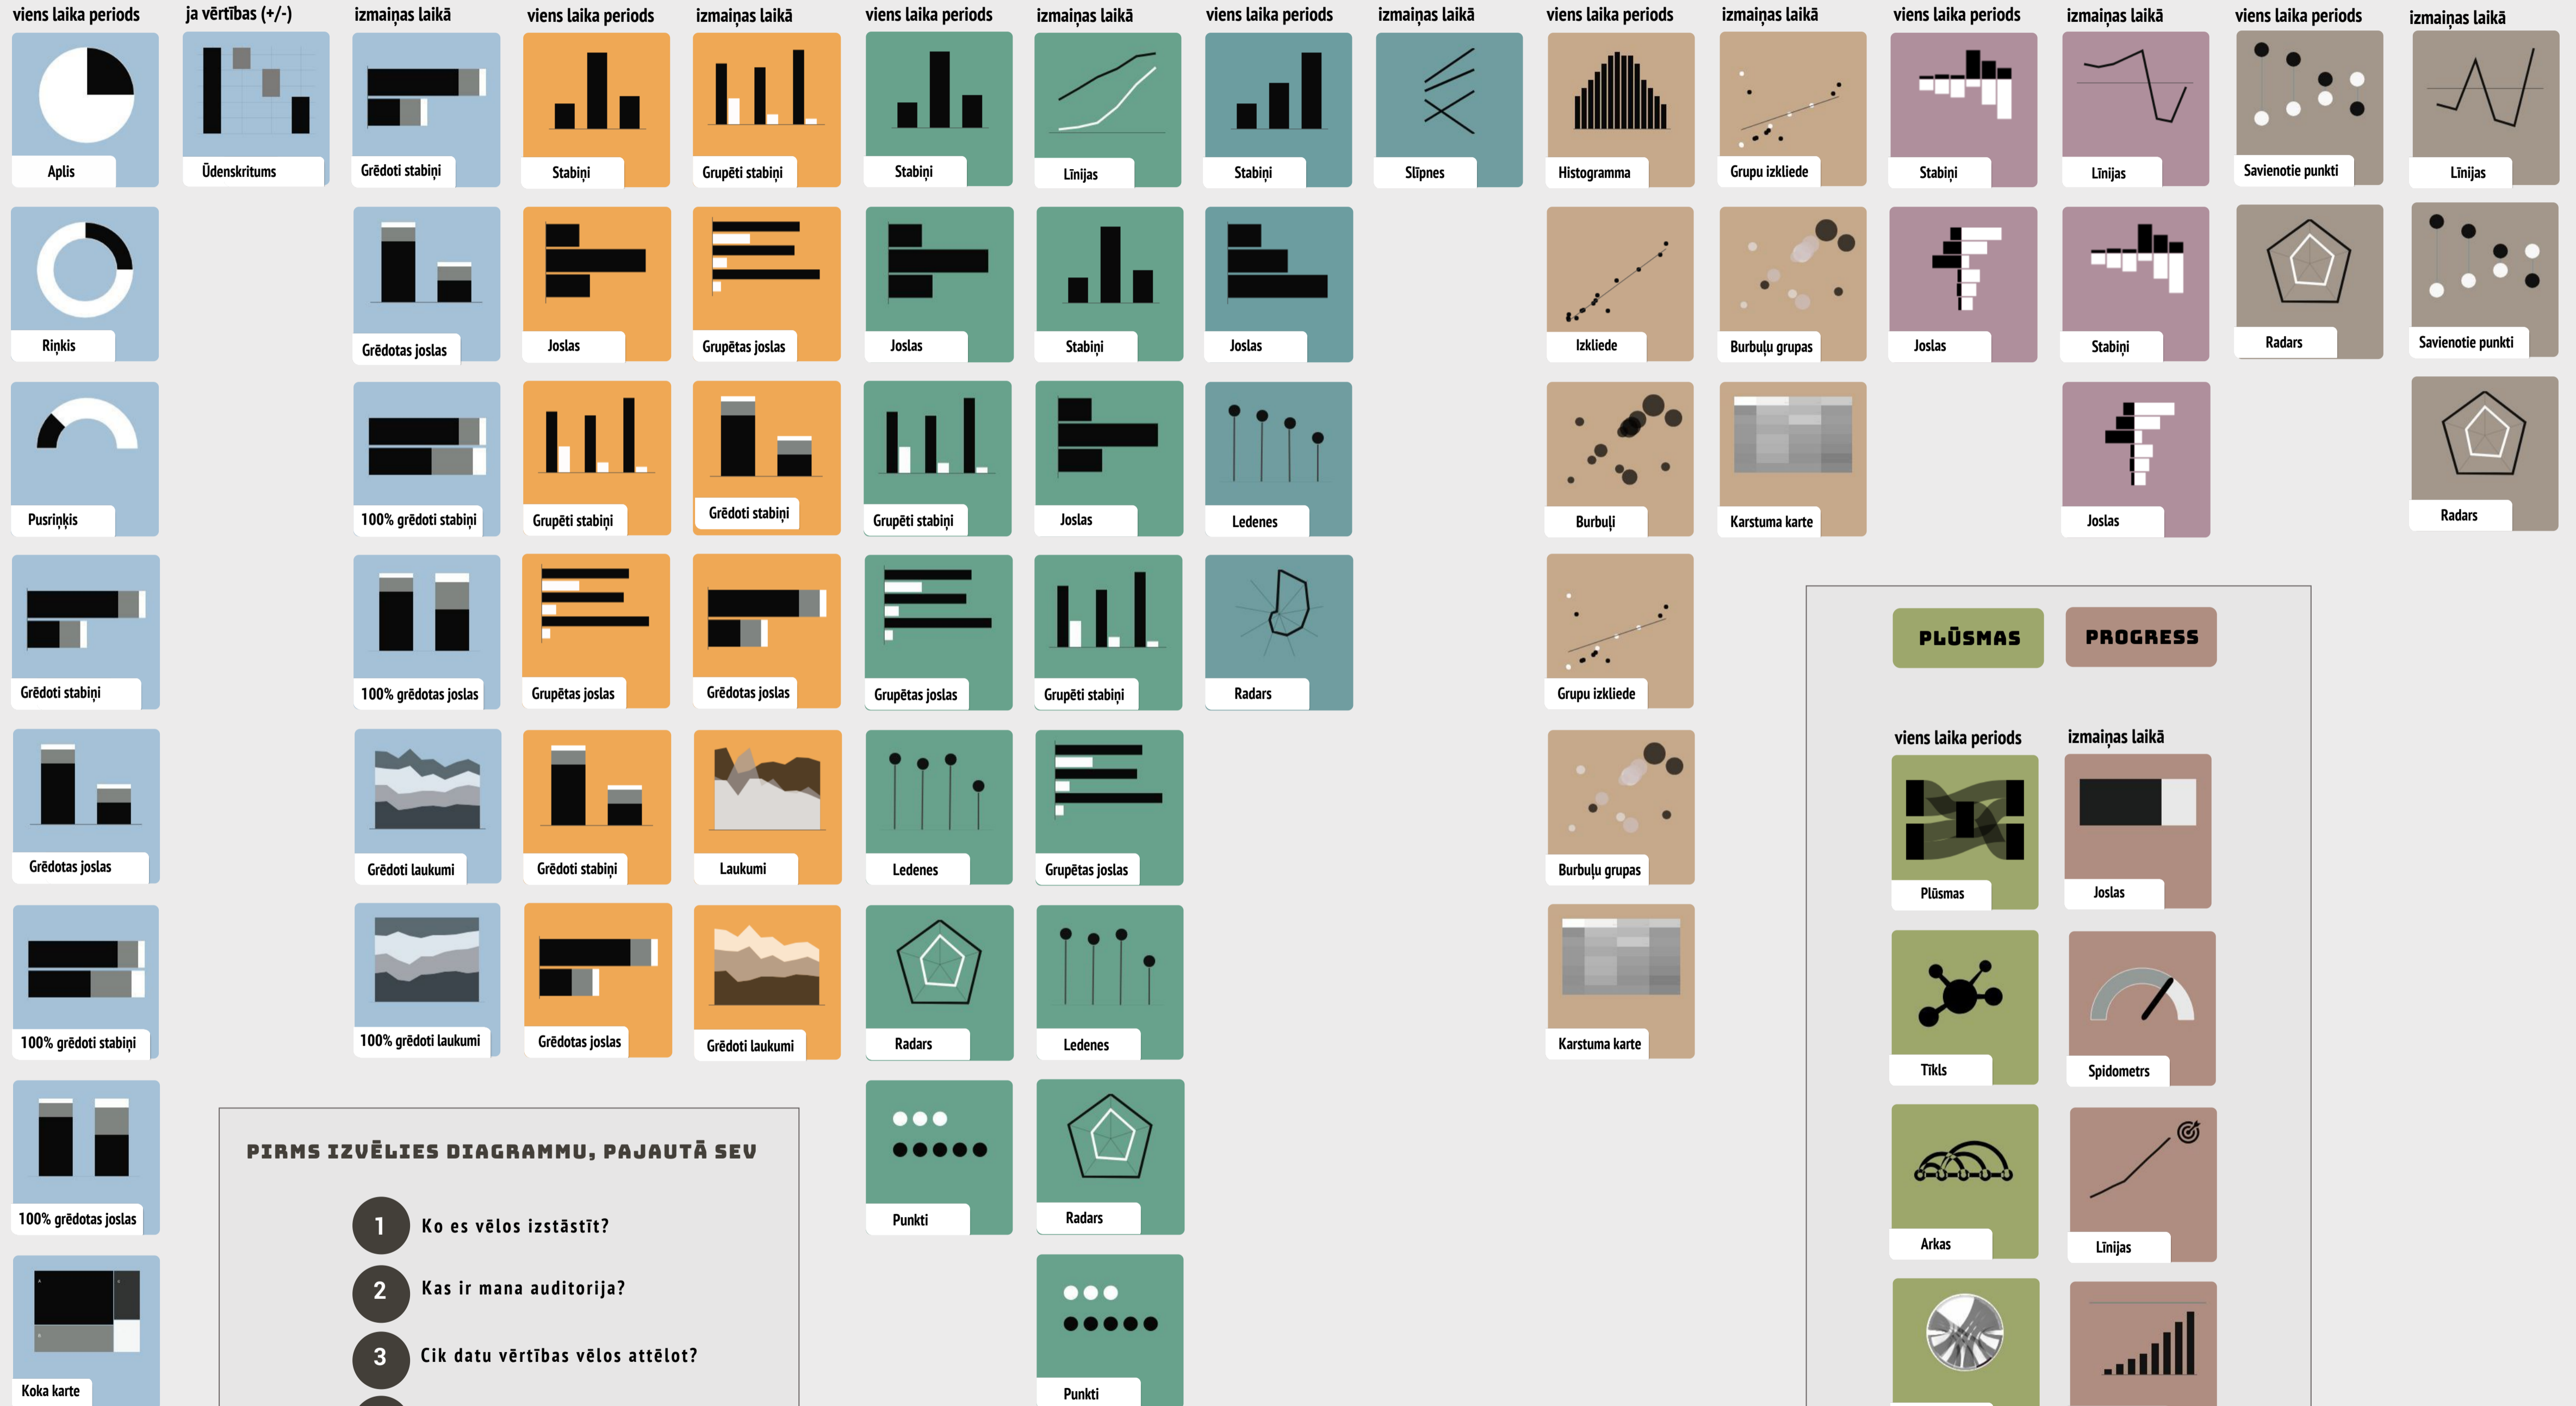 viens laika periods
ja vērtības (+/-)
izmaiņas laikā
viens laika periods
izmaiņas laikā
viens laika periods
izmaiņas laikā
viens laika periods
izmaiņas laikā
viens laika periods
izmaiņas laikā
viens laika periods
izmaiņas laikā
viens laika periods
izmaiņas laikā
Aplis
Ūdenskritums
Grēdoti stabiņi
Stabiņi
Grupēti stabiņi
Stabiņi
Līnijas
Stabiņi
Slīpnes
Histogramma
Grupu izkliede
Stabiņi
Līnijas
Savienotie punkti
Līnijas
Riņkis
Grēdotas joslas
Joslas
Grupētas joslas
Joslas
Stabiņi
Joslas
Izkliede
Burbuļu grupas
Joslas
Stabiņi
Radars
Savienotie punkti
Pusriņķis
100% grēdoti stabiņi
Grupēti stabiņi
Grēdoti stabiņi
Grupēti stabiņi
Joslas
Ledenes
Burbuļi
Karstuma karte
Joslas
Radars
Grēdoti stabiņi
100% grēdotas joslas
Grupētas joslas
Grēdotas joslas
Grupētas joslas
Grupēti stabiņi
Radars
Grupu izkliede
PLŪSMAS
PROGRESS
viens laika periods
izmaiņas laikā
Grēdotas joslas
Grēdoti laukumi
Grēdoti stabiņi
Laukumi
Ledenes
Grupētas joslas
Burbuļu grupas
Plūsmas
Joslas
100% grēdoti stabiņi
100% grēdoti laukumi
Grēdotas joslas
Grēdoti laukumi
Radars
Ledenes
Karstuma karte
Tīkls
Spidometrs
100% grēdotas joslas
Punkti
Radars
Arkas
Līnijas
Koka karte
Punkti
PIRMS IZVĒLIES DIAGRAMMU, PAJAUTĀ SEV
1 Ko es vēlos izstāstīt?
2 Kas ir mana auditorija?
3 Cik datu vērtības vēlos attēlot?